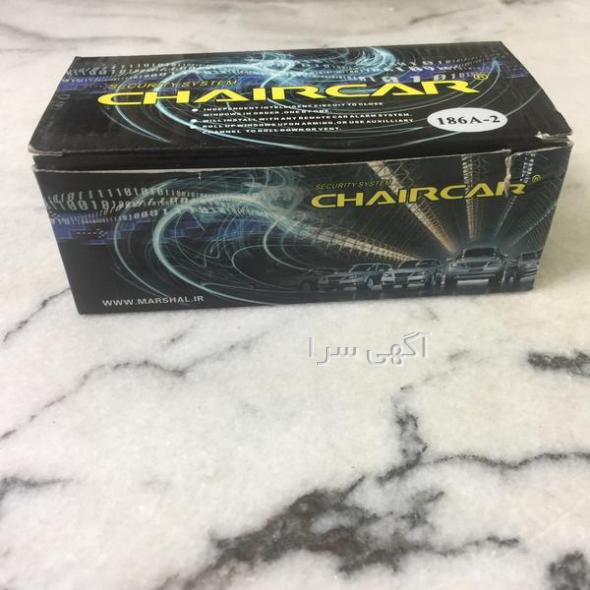 SECURITY SYSTEM
CHAIRCAR®
INDEPENDENT INTELLIGENT CIRCUIT TO CLOSE
WINDOWS IN ORDER, ONE BY ONE.
WILL INSTALL WITH ANY REMOTE CAR ALARM SYSTEM.
ROLL UP WINDOWS UPON ARMING, OR USE AUXILLIARY
CHANNEL TO ROLL DOWN OR VENT.
186A-2
SECURITY SYSTEM
CHAIRCAR®
WWW.MARSHAL.IR
آگهی سرا